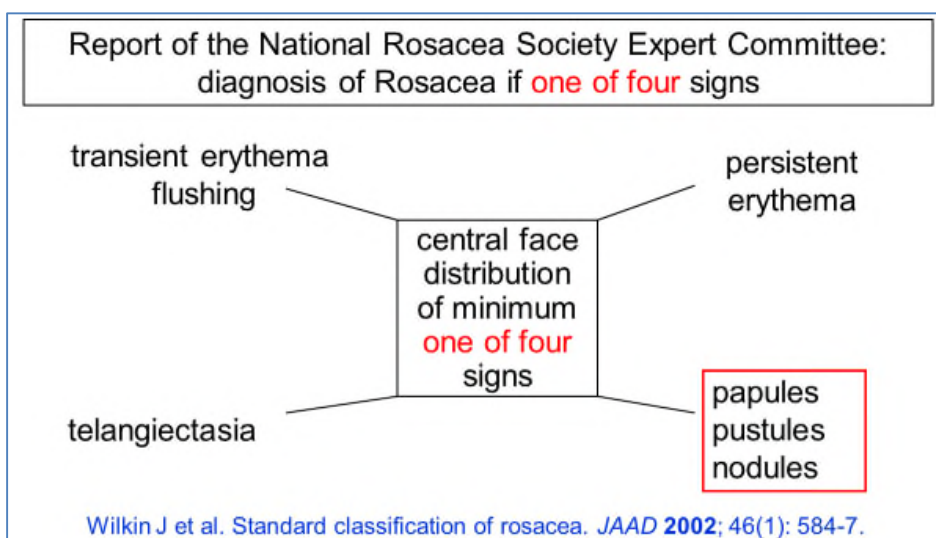 Report of the National Rosacea Society Expert Committee:
diagnosis of Rosacea if one of four signs
transient erythema
flushing
persistent
erythema
central face
distribution
of minimum
one of four
signs
telangiectasia
papules
pustules
nodules
Wilkin J et al. Standard classification of rosacea. JAAD 2002; 46(1): 584-7.